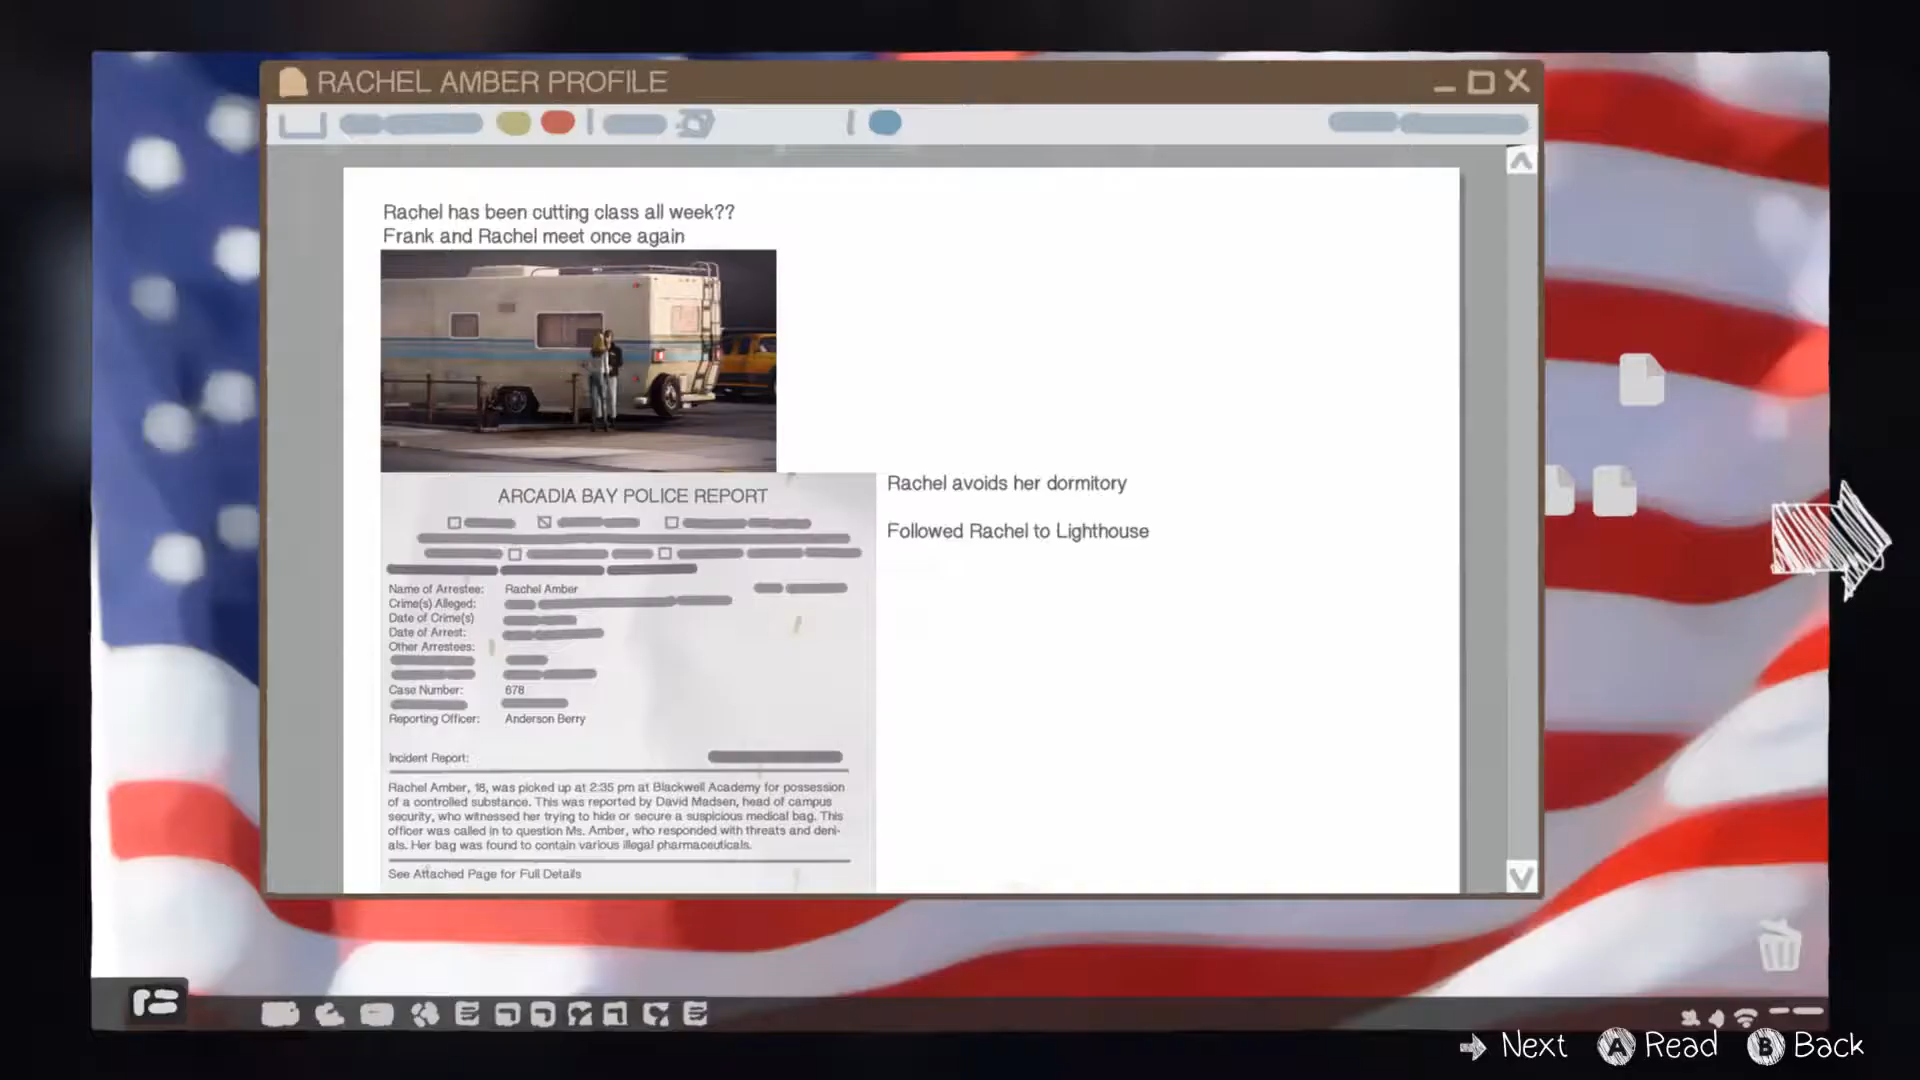 RACHEL AMBER PROFILE
Rachel has been cutting class all week??
Frank and Rachel meet once again
Rachel avoids her dormitory
Followed Rachel to Lighthouse
ARCADIA BAY POLICE REPORT
Name of Arrestee: Rachel Amber
Crime(s) Alleged:
Date of Crime(s)
Date of Arrest:
Other Arrestees:
Case Number: 678
Reporting Officer: Anderson Berry
Incident Report:
Rachel Amber, 18, was picked up at 2:35 pm at Blackwell Academy for possession
of a controlled substance. This was reported by David Madsen, head of campus
security, who witnessed her trying to hide or secure a suspicious medical bag. This
officer was called in to question Ms. Amber, who responded with threats and deni-
als. Her bag was found to contain various illegal pharmaceuticals.
See Attached Page for Full Details
Next A Read B Back